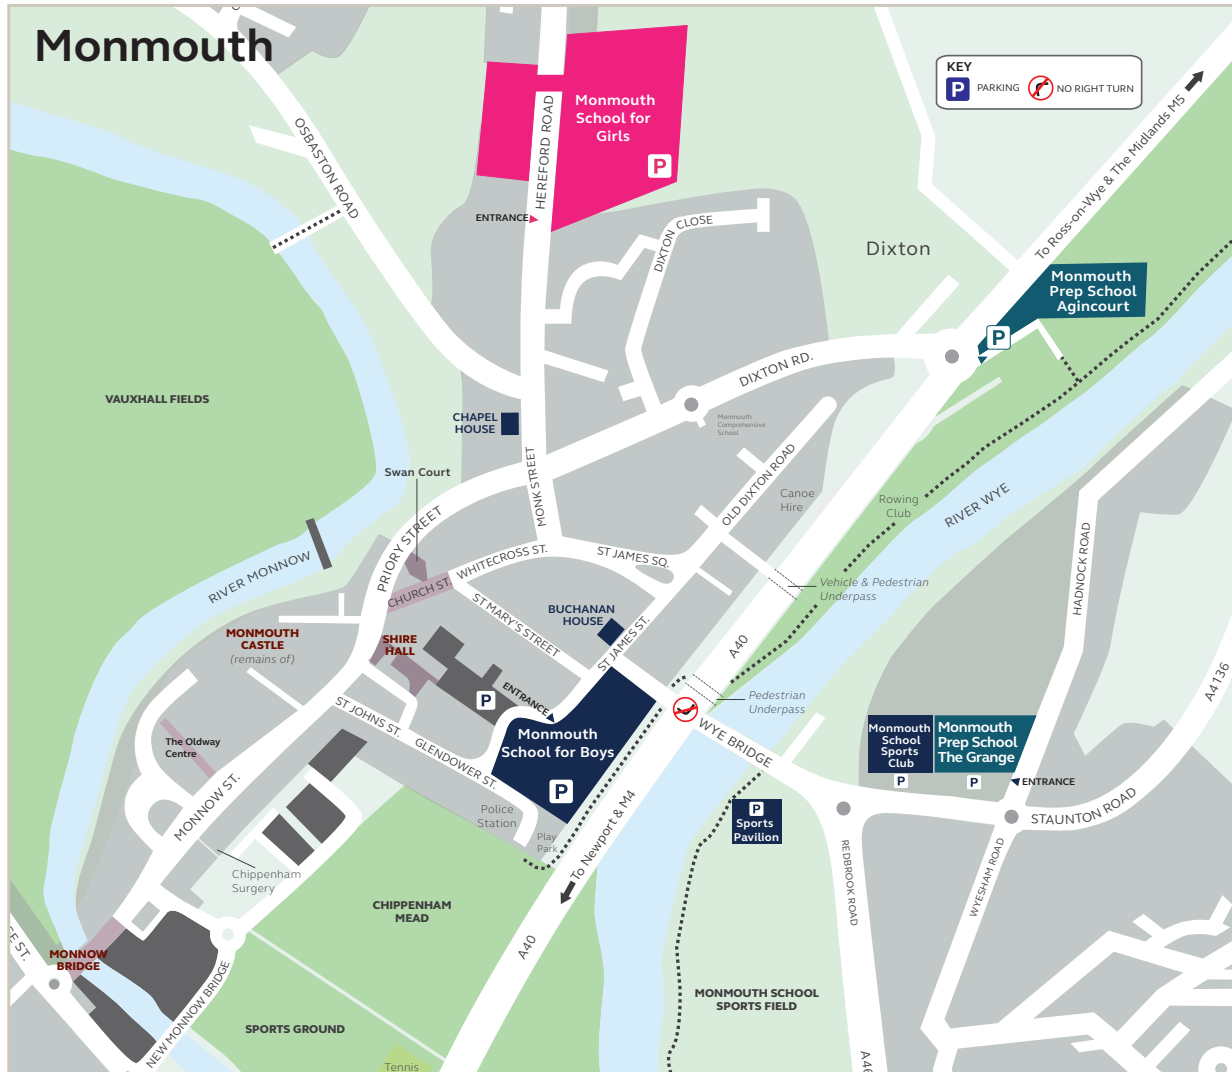 Monmouth
KEY
P PARKING
NO RIGHT TURN
Monmouth
School for
Girls
P
HEREFORD ROAD
ENTRANCE
OSBASTON ROAD
DIXTON CLOSE
Dixton
To Ross-on-Wye & The Midlands M5
Monmouth
Prep School
Agincourt
P
DIXTON RD.
VAUXHALL FIELDS
CHAPEL
HOUSE
Monmouth
Comprehensive
School
Swan Court
MONK STREET
OLD DIXTON ROAD
Canoe
Hire
Rowing
Club
RIVER WYE
PRIORY STREET
RIVER MONNOW
WHITECROSS ST.
ST JAMES SQ.
CHURCH ST.
Vehicle & Pedestrian
Underpass
HADNOCK ROAD
ST MARY'S STREET
BUCHANAN
HOUSE
ST JAMES ST.
MONMOUTH
CASTLE
(remains of)
SHIRE
HALL
A40
A4136
P
ENTRANCE
Pedestrian
Underpass
ST JOHNS ST.
GLENDOWER ST.
Monmouth
School for Boys
P
WYE BRIDGE
Monmouth
School
Sports
Club
P
Monmouth
Prep School
The Grange
P
ENTRANCE
The Oldway
Centre
MONNOW ST.
Police
Station
Play
Park
To Newport & M4
P
Sports
Pavilion
STAUNTON ROAD
REDBROOK ROAD
WYESHAM ROAD
Chippenham
Surgery
CHIPPENHAM
MEAD
A40
MONNOW
BRIDGE
NEW MONNOW BRIDGE
SPORTS GROUND
MONMOUTH SCHOOL
SPORTS FIELD
Tennis